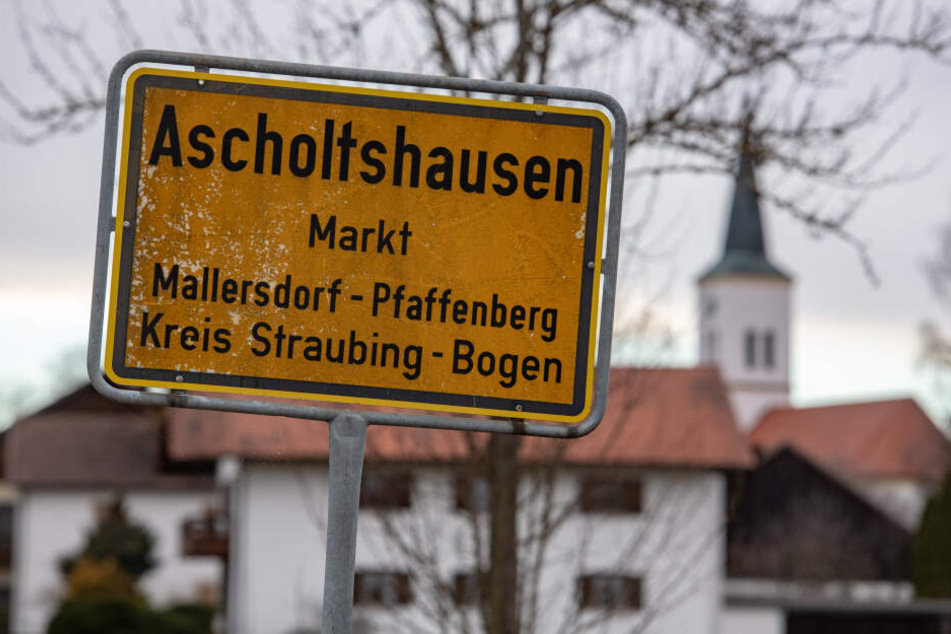 Ascholtshausen
Markt
Mallersdorf - Pfaffenberg
Kreis Straubing - Bogen